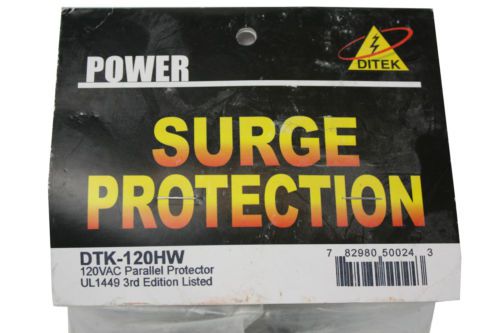 POWER
DITEK
SURGE
PROTECTION
DTK-120HW
120VAC Parallel Protector
UL1449 3rd Edition Listed
7 82980 50024 3